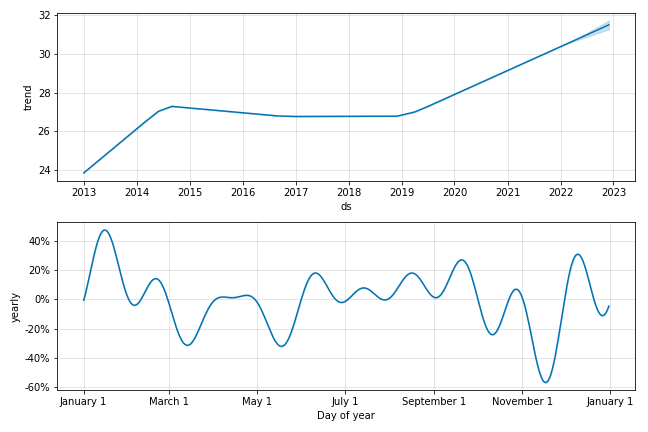 32
30
28
26
24
trend
2013 2014 2015 2016 2017 2018 2019 2020 2021 2022 2023
ds
40%
20%
0%
-20%
-40%
-60%
yearly
January 1 March 1 May 1 July 1 September 1 November 1 January 1
Day of year